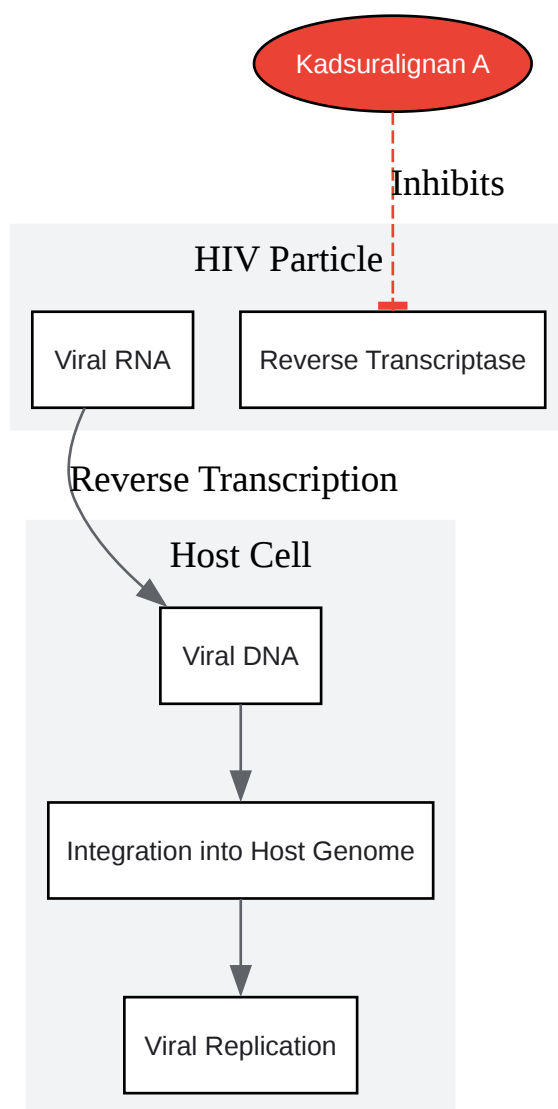 Kadsuralignan A
Inhibits
HIV Particle
Viral RNA
Reverse Transcriptase
Reverse Transcription
Host Cell
Viral DNA
Integration into Host Genome
Viral Replication